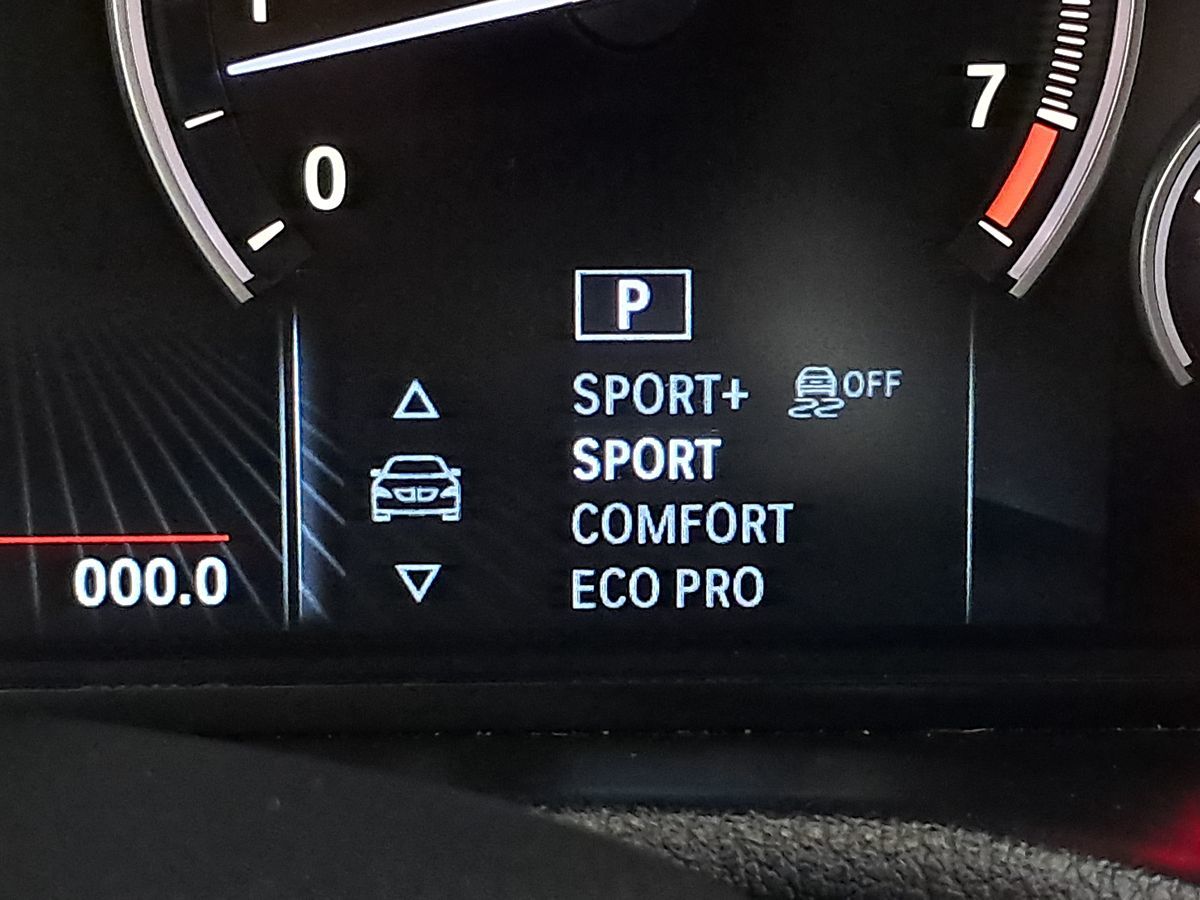 7
0
P
SPORT+ OFF
SPORT
COMFORT
ECO PRO
000.0